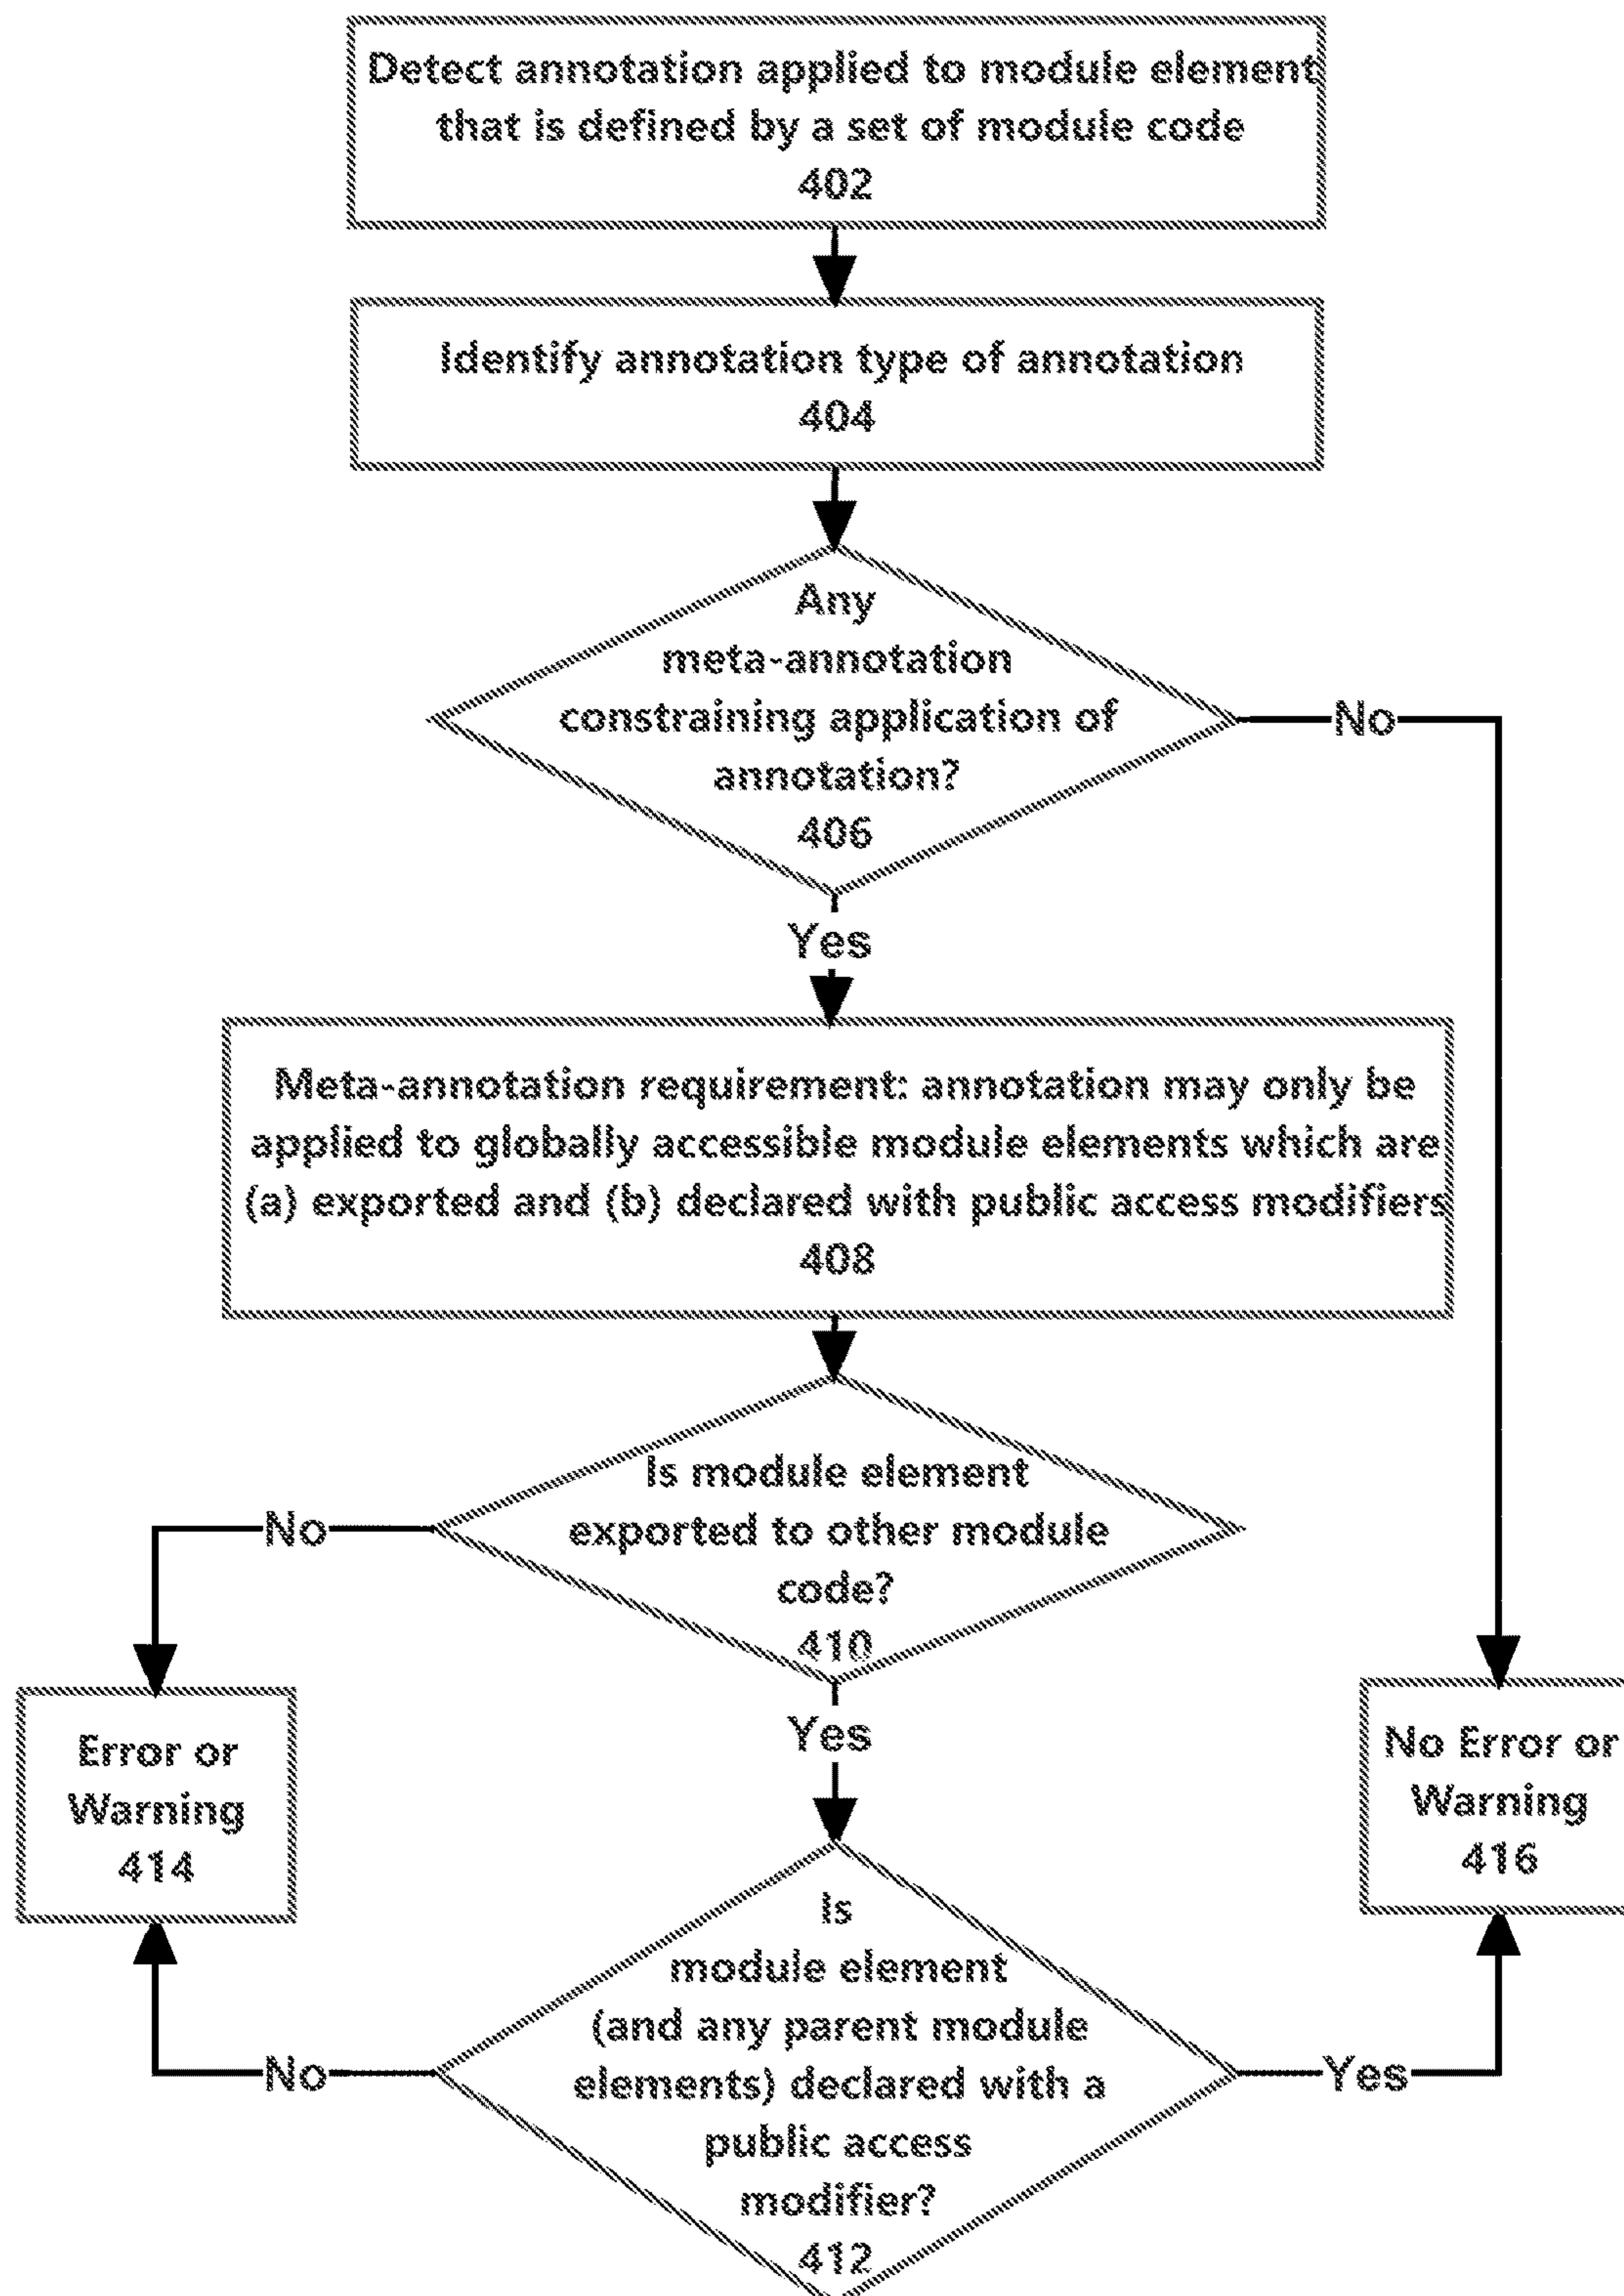 Detect annotation applied to module element
that is defined by a set of module code
402
Identify annotation type of annotation
404
Any
meta-annotation
constraining application of
annotation?
406
No
Yes
Meta-annotation requirement: annotation may only be
applied to globally accessible module elements which are
(a) exported and (b) declared with public access modifiers
408
Is module element
exported to other module
code?
410
No
Yes
Error or
Warning
414
No Error or
Warning
416
Is
module element
(and any parent module
elements) declared with a
public access
modifier?
412
No
Yes